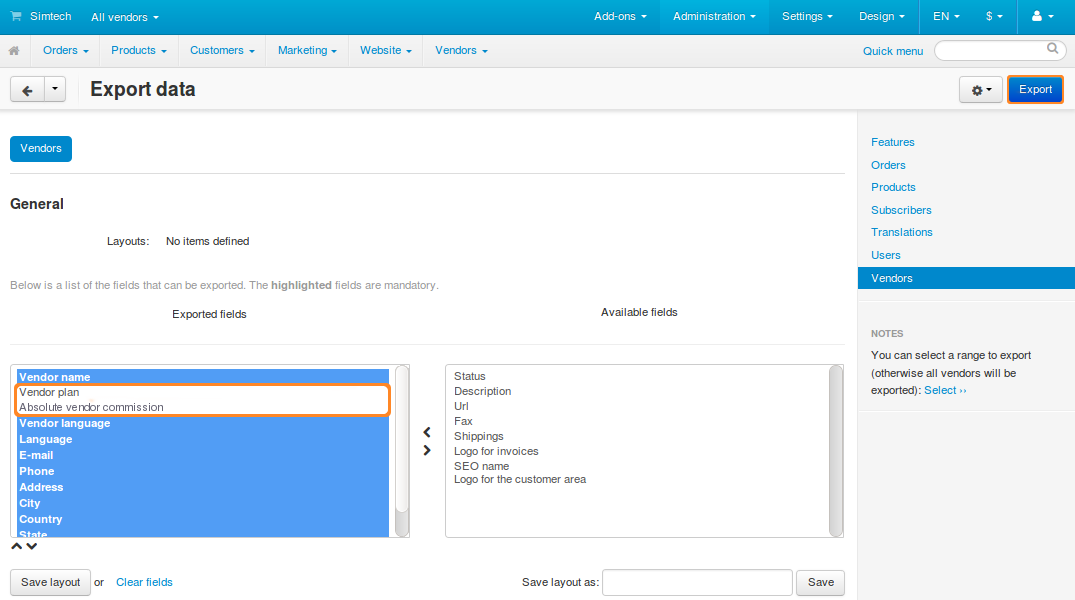 Simtech All vendors Add-ons Administration Settings Design EN $
Orders Products Customers Marketing Website Vendors Quick menu
Export data Export
Vendors
General
Layouts: No items defined
Below is a list of the fields that can be exported. The highlighted fields are mandatory.
Exported fields Available fields
Vendor name
Vendor plan
Absolute vendor commission
Vendor language
Language
E-mail
Phone
Address
City
Country
State
Status
Description
Url
Fax
Shippings
Logo for invoices
SEO name
Logo for the customer area
Save layout or Clear fields Save layout as: Save
Features
Orders
Products
Subscribers
Translations
Users
Vendors
NOTES
You can select a range to export
(otherwise all vendors will be
exported): Select ››